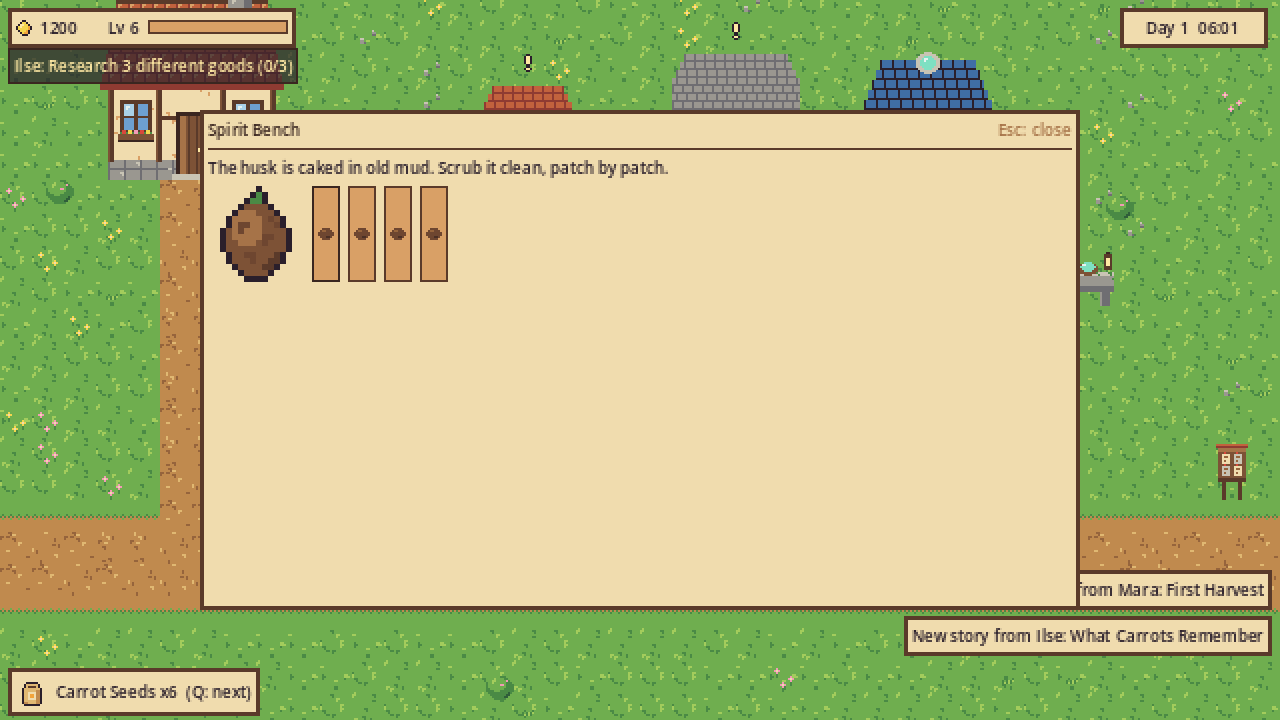 1200 Lv 6
Day 1 06:01
Ilse: Research 3 different goods (0/3)
Spirit Bench
Esc: close
The husk is caked in old mud. Scrub it clean, patch by patch.
from Mara: First Harvest
New story from Ilse: What Carrots Remember
Carrot Seeds x6 (Q: next)